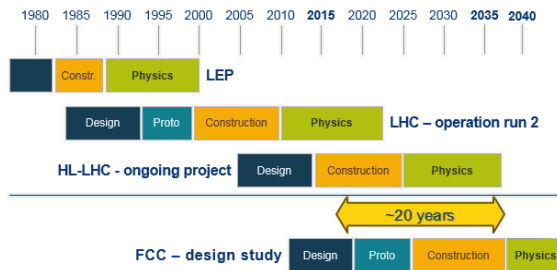 1980 1985 1990 1995 2000 2005 2010 2015 2020 2025 2030 2035 2040
Constr. Physics LEP
Design Proto Construction Physics LHC – operation run 2
HL-LHC - ongoing project Design Construction Physics
~20 years
FCC – design study Design Proto Construction Physics